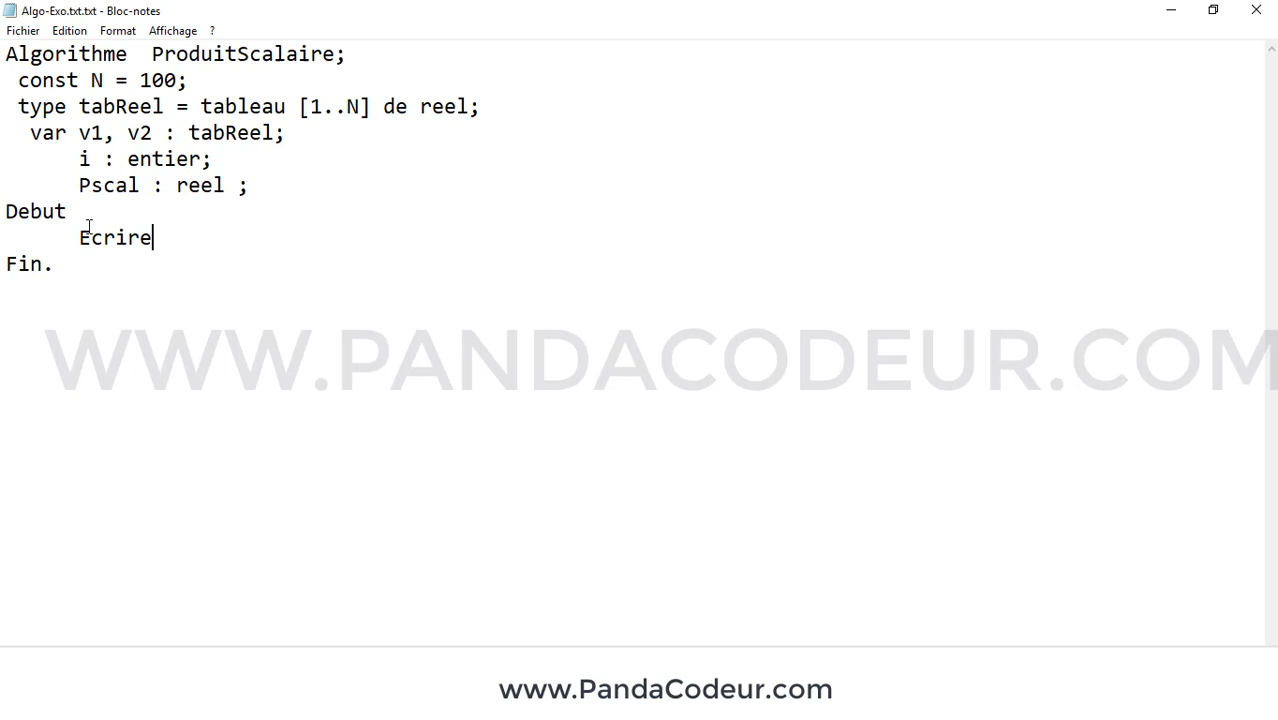 Algo-Exo.txt.txt - Bloc-notes
Fichier Edition Format Affichage ?
Algorithme ProduitScalaire;
const N = 100;
type tabReel = tableau [1..N] de reel;
var v1, v2 : tabReel;
i : entier;
Pscal : reel ;
Debut
Ecrire
Fin.
WWW.PANDACODEUR.COM
www.PandaCodeur.com